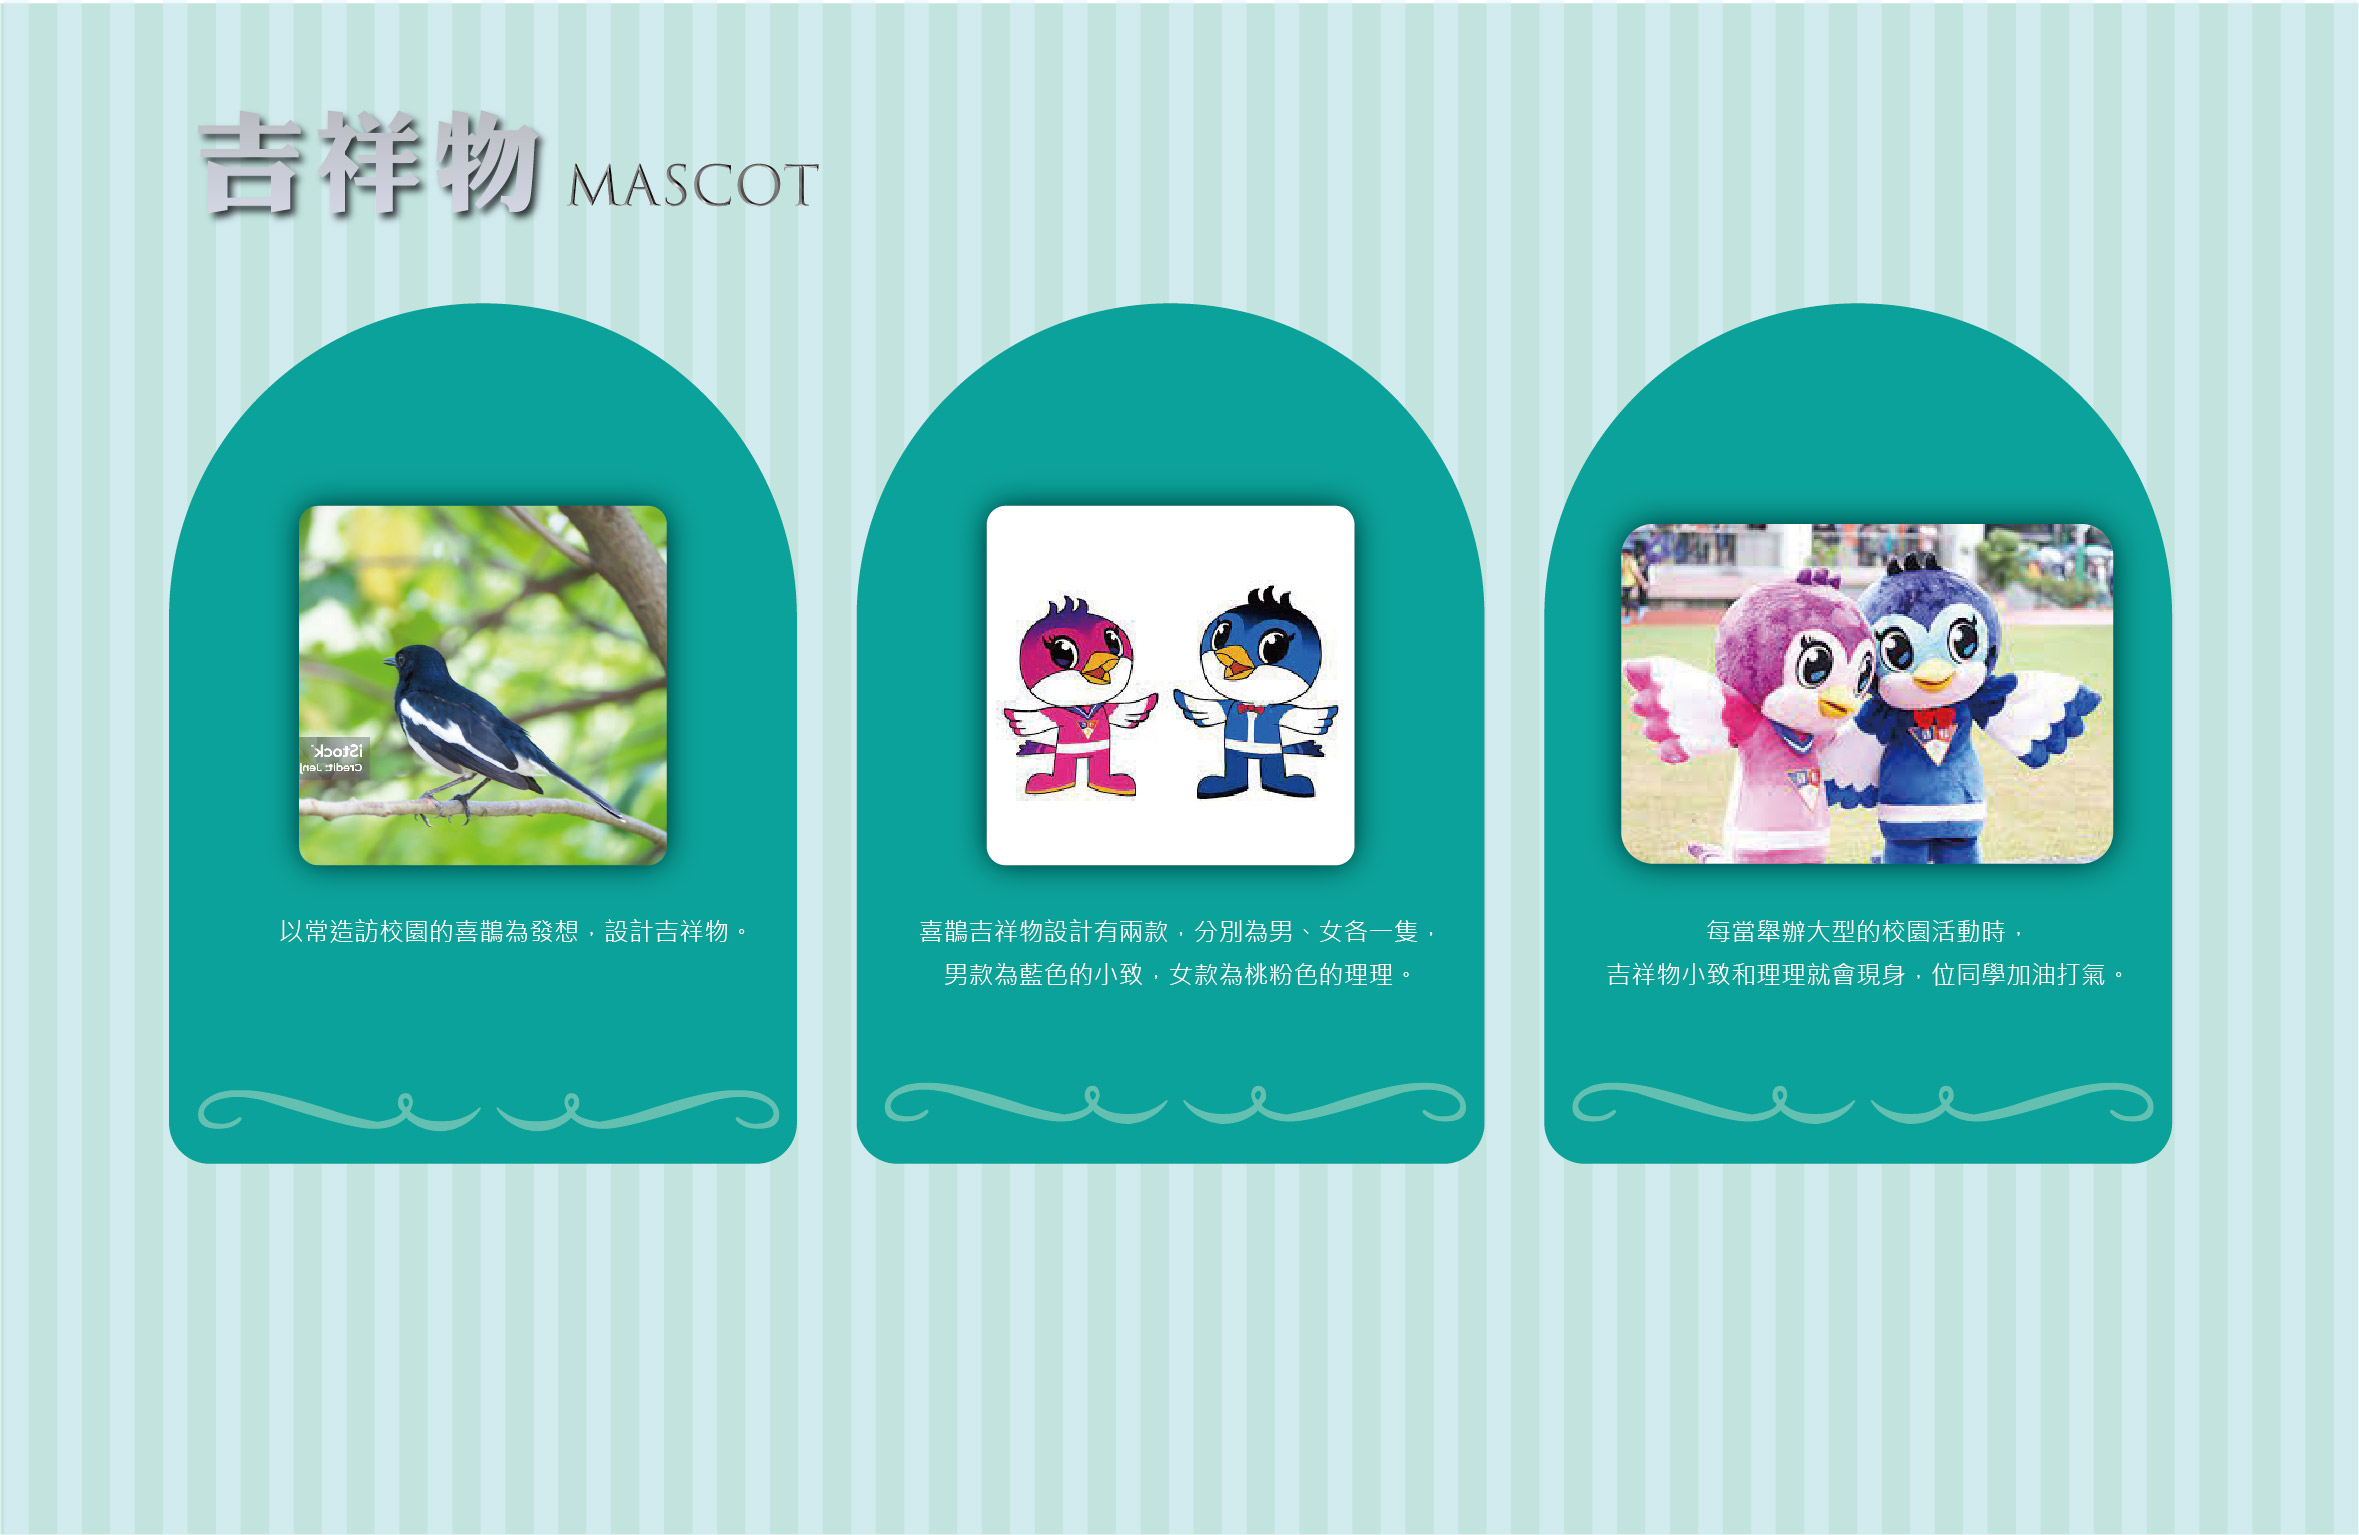 吉祥物 MASCOT
iStock
Credit: Jenj
以常造訪校園的喜鵲為發想，設計吉祥物。
喜鵲吉祥物設計有兩款，分別為男、女各一隻，
男款為藍色的小致，女款為桃粉色的理理。
每當舉辦大型的校園活動時，
吉祥物小致和理理就會現身，位同學加油打氣。